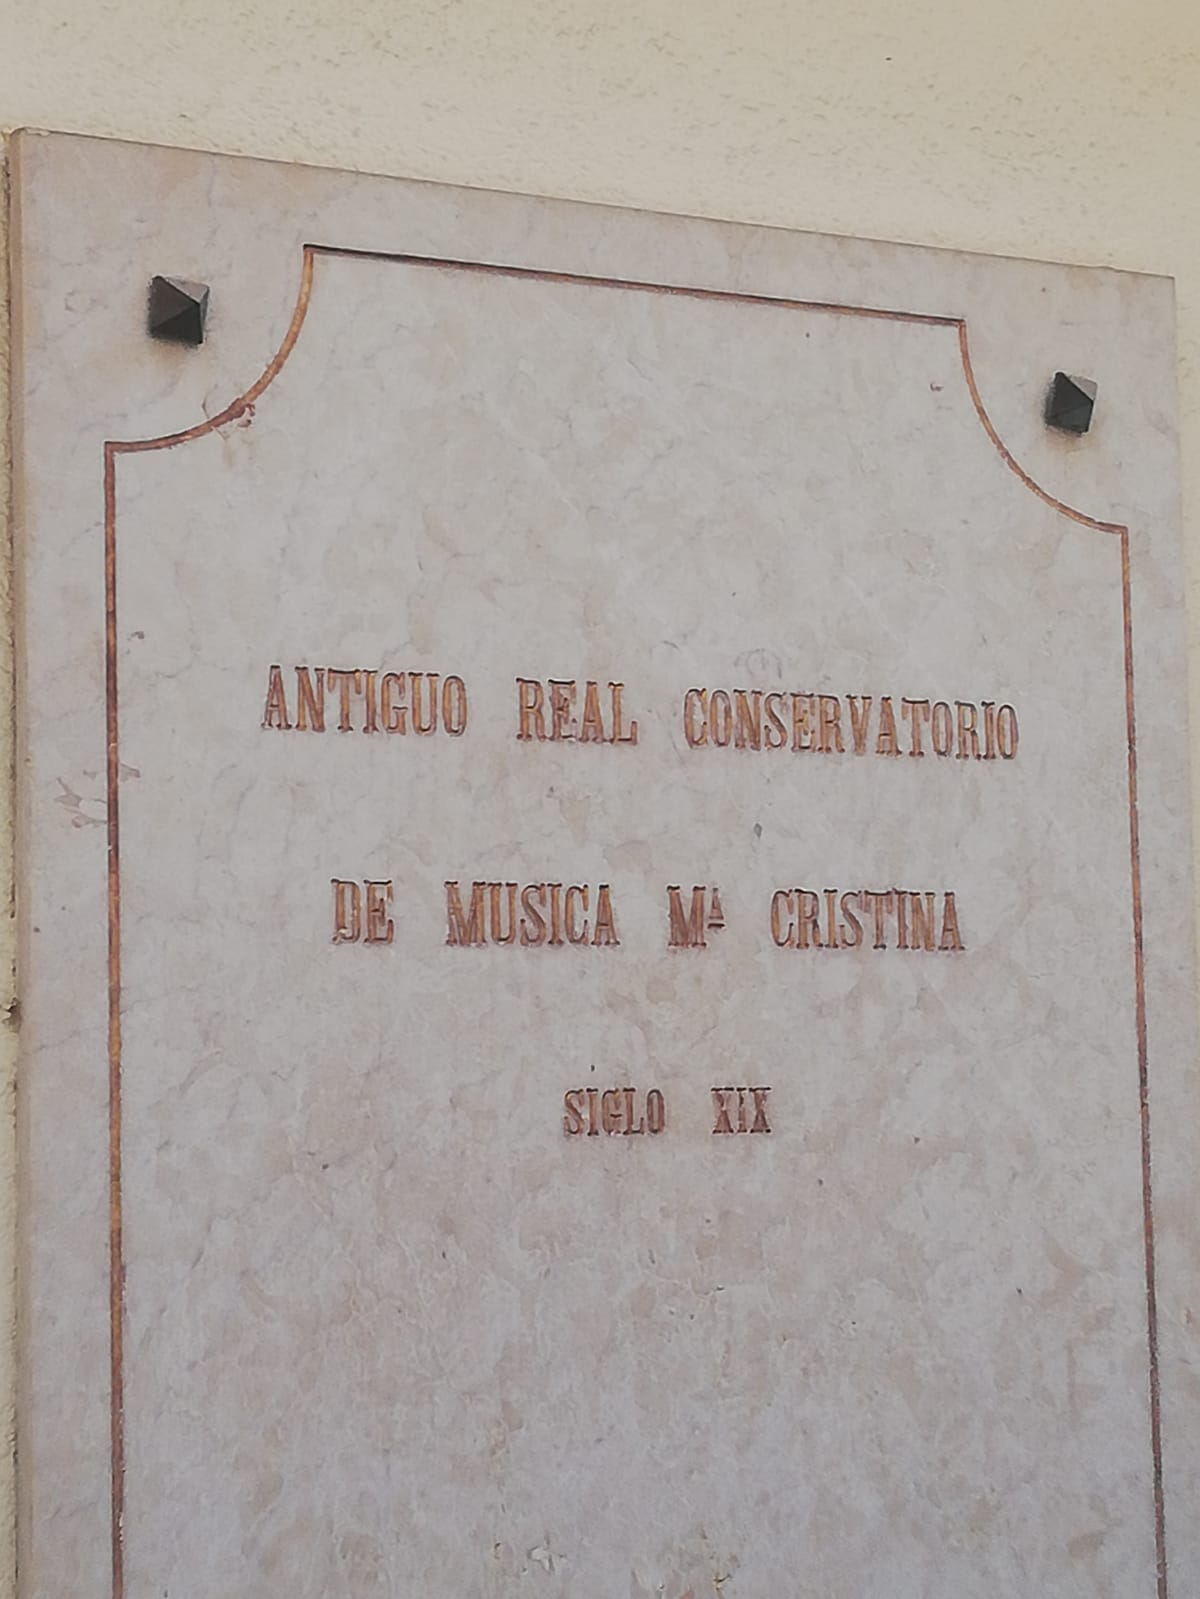 ANTIGUO REAL CONSERVATORIO
DE MUSICA Mª CRISTINA
SIGLO XIX